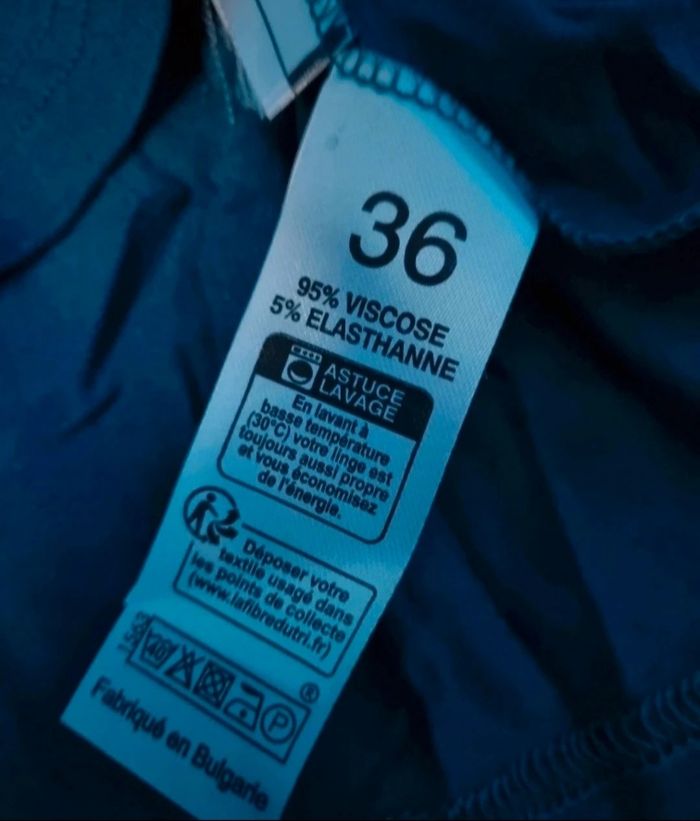 36
95% VISCOSE
5% ELASTHANNE
ASTUCE
LAVAGE
En lavant à
basse température
(30°C) votre linge est
toujours aussi propre
et vous économisez
de l'énergie.
Déposer votre
textile usagé dans
les points de collecte
(www.lafibredutri.fr)
40
P
®
Fabriqué en Bulgarie